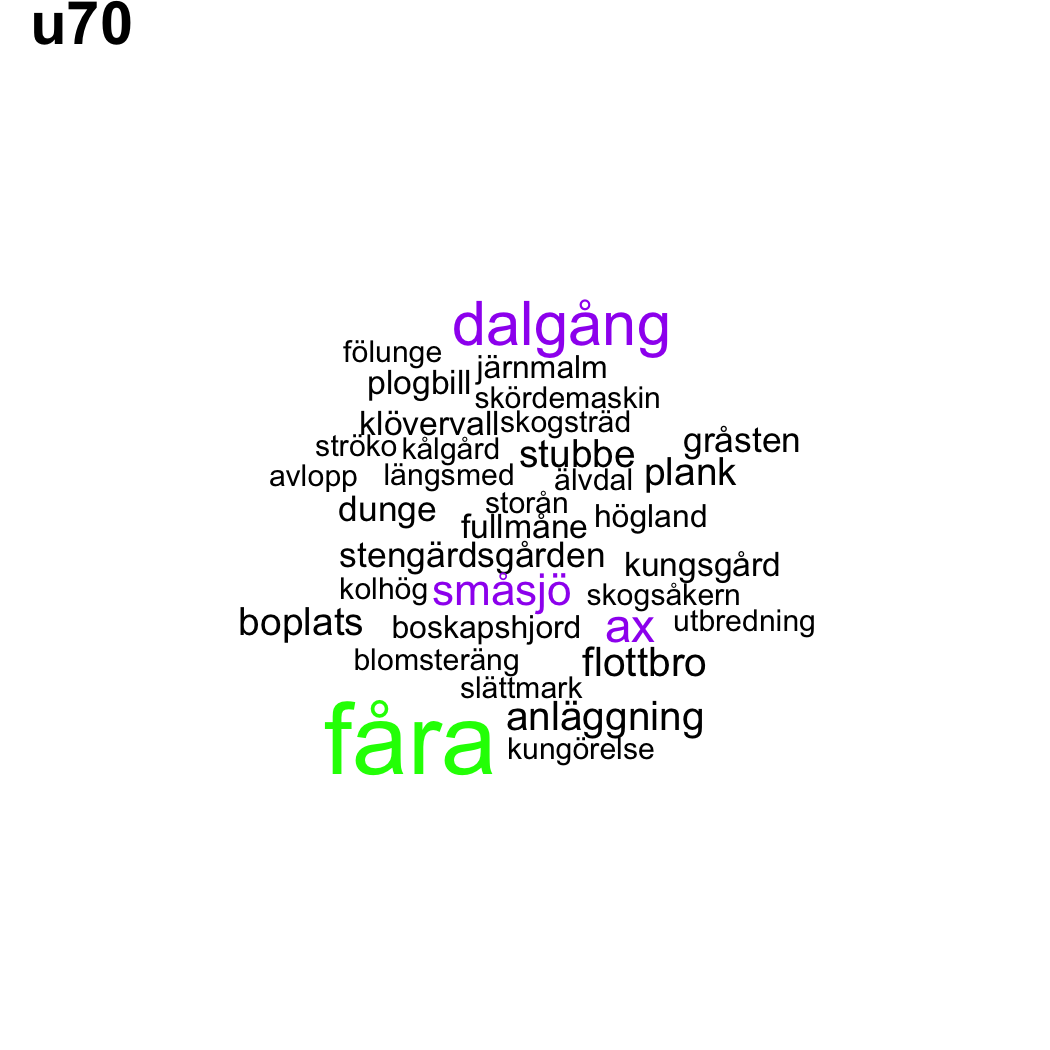 u70
dalgång
fölunge
järnmalm
plogbill
skördemaskin
klövervall
skogsträd
ströko
kålgård
stubbe
gråsten
avlopp
längsmed
älvdal
plank
dunge
storån
fullmåne
högland
stengärdsgården
kungsgård
kolhög
småsjö
skogsåkern
boplats
boskapshjord
ax
utbredning
blomsteräng
flottbro
slättmark
fåra
anläggning
kungörelse